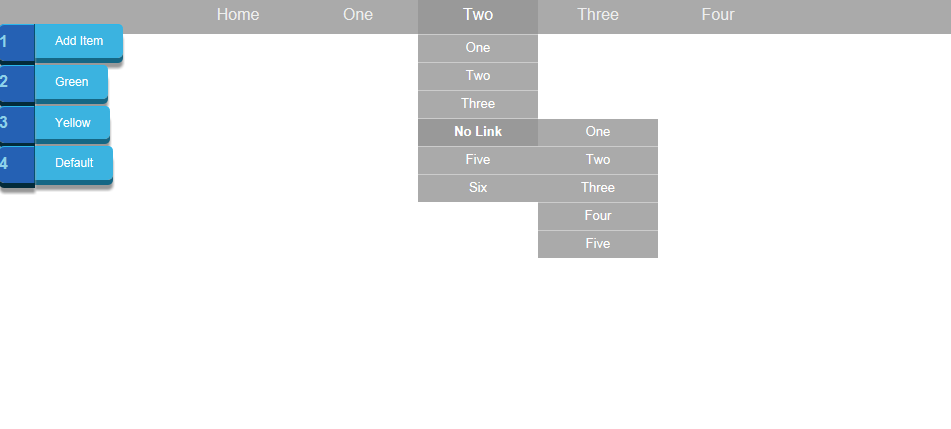 Home One Two Three Four
1 Add Item
2 Green
3 Yellow
4 Default
One
Two
Three
No Link
Five
Six
One
Two
Three
Four
Five